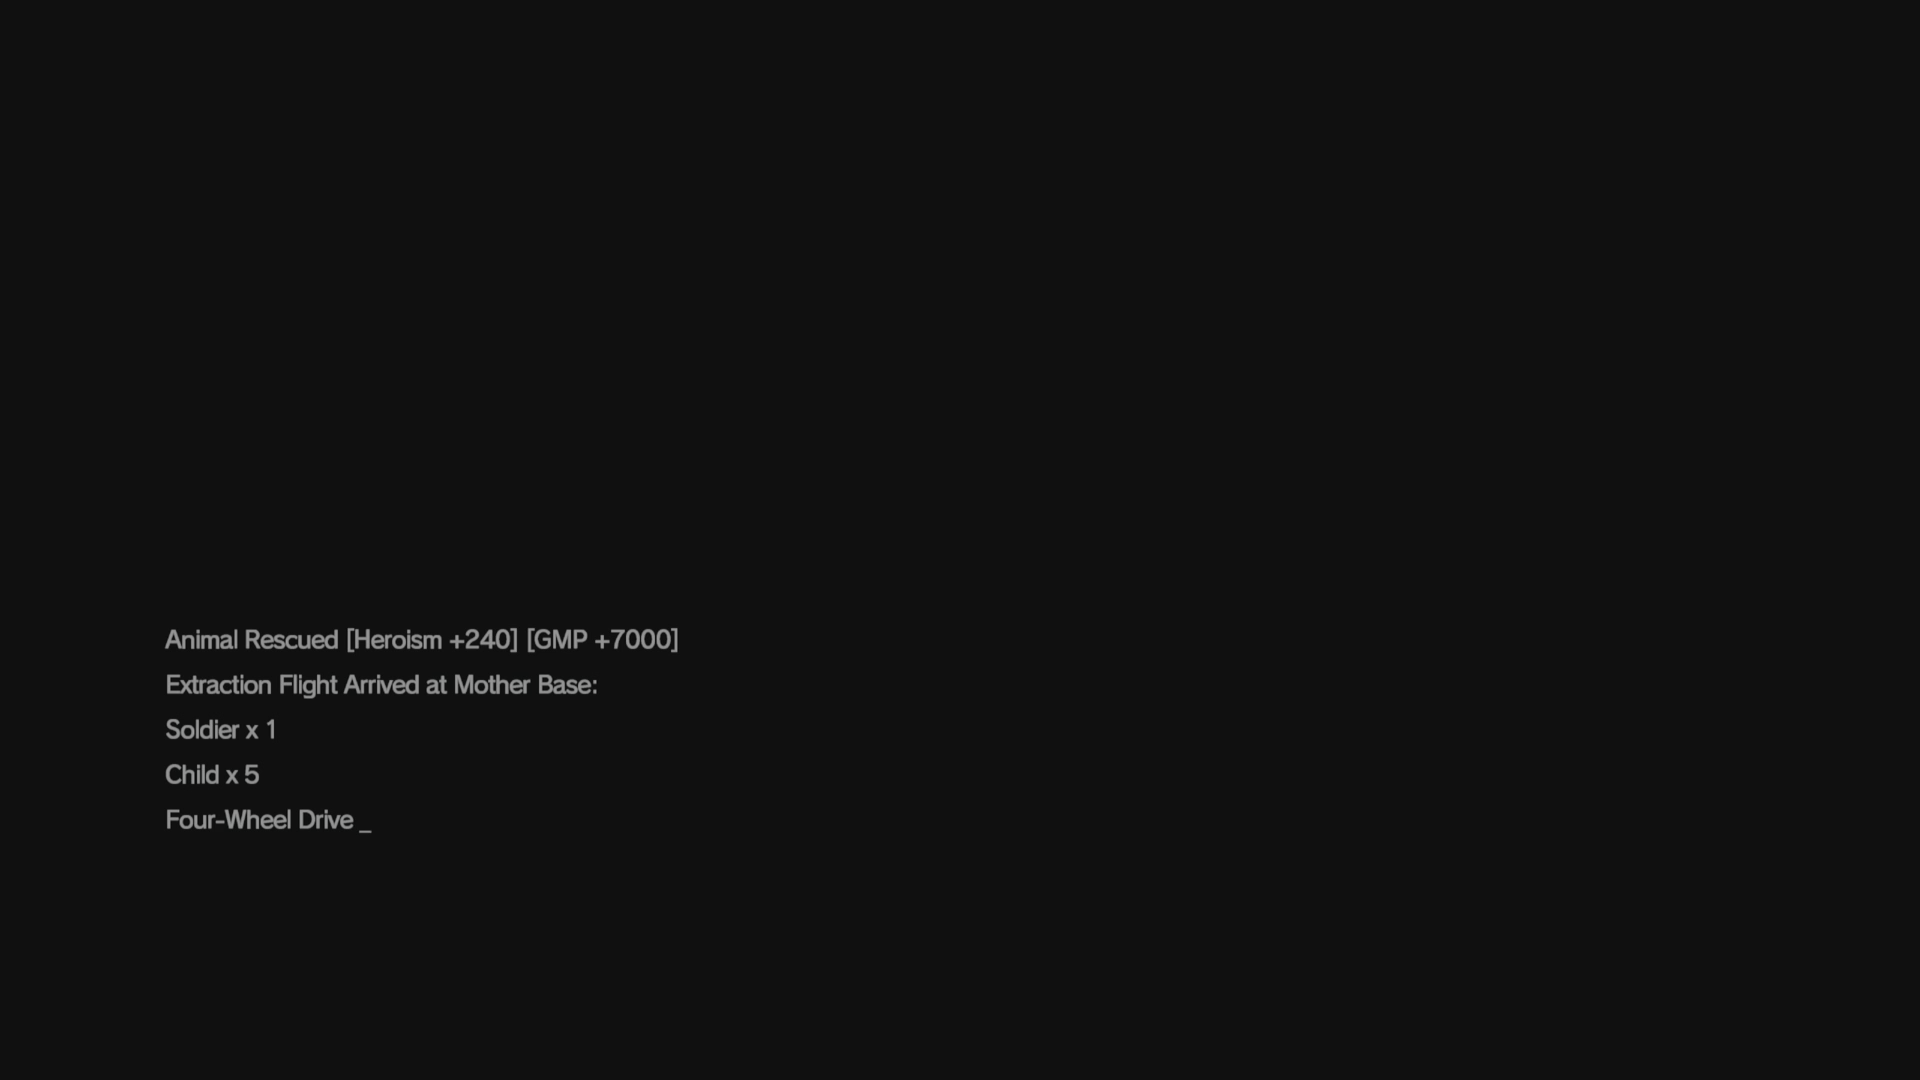 Animal Rescued [Heroism +240] [GMP +7000]
Extraction Flight Arrived at Mother Base:
Soldier x 1
Child x 5
Four-Wheel Drive _